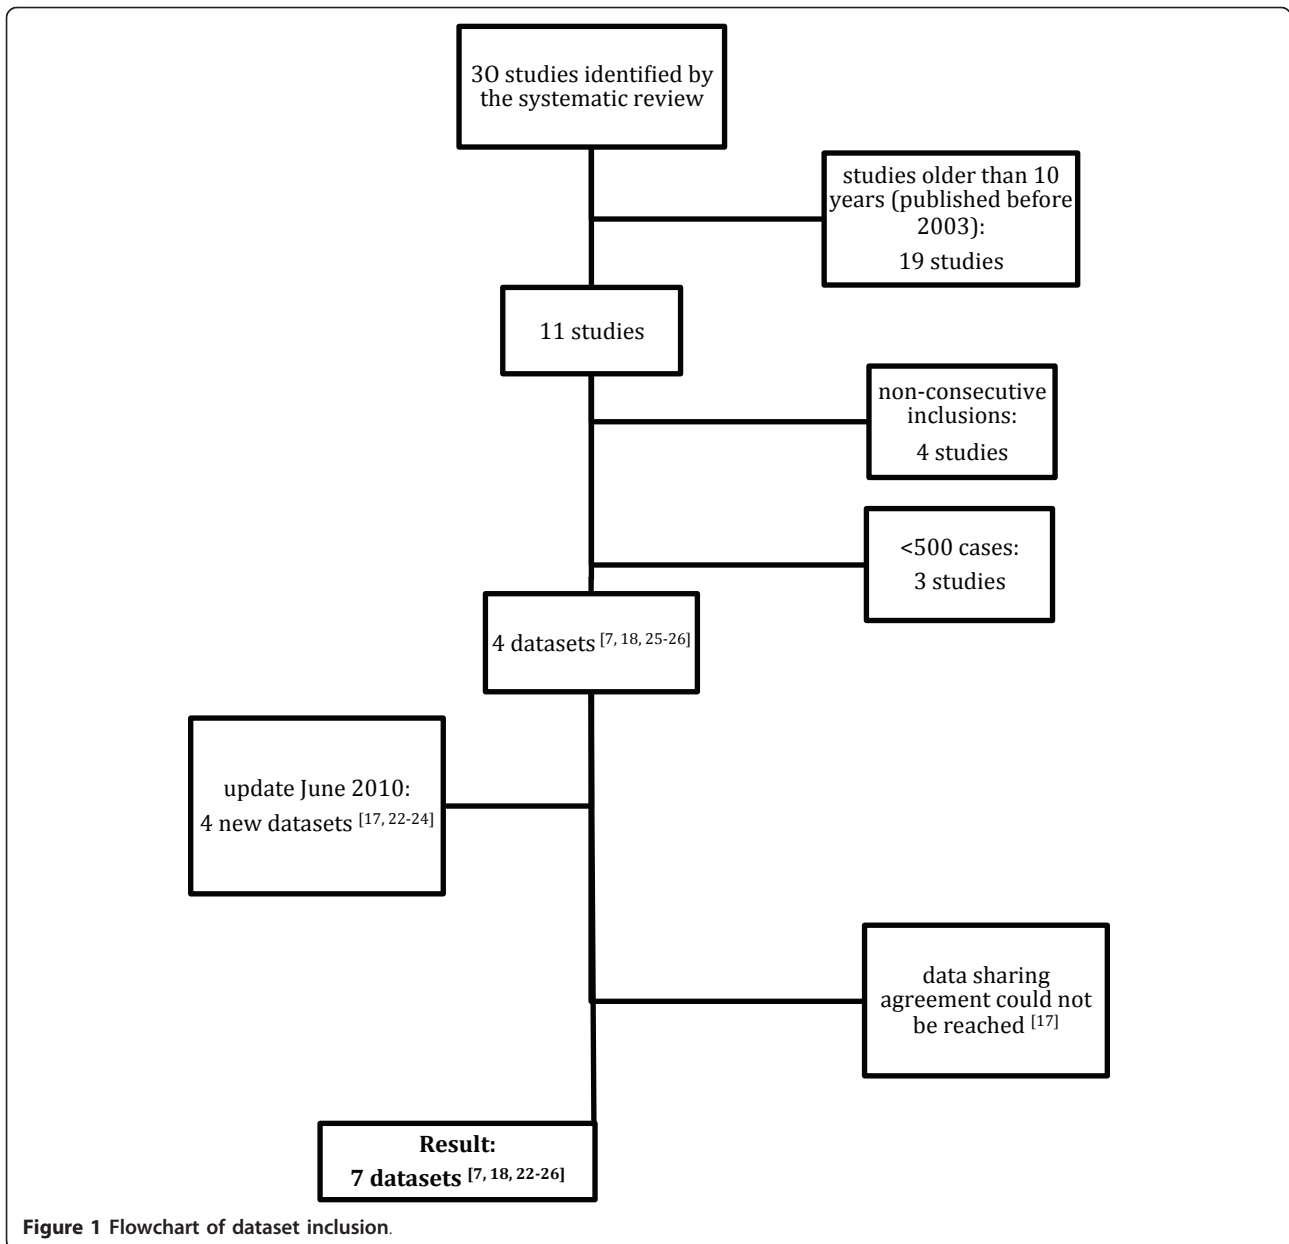 30 studies identified by
the systematic review
studies older than 10
years (published before
2003):
19 studies
11 studies
non-consecutive
inclusions:
4 studies
<500 cases:
3 studies
4 datasets [7, 18, 25-26]
update June 2010:
4 new datasets [17, 22-24]
data sharing
agreement could not
be reached [17]
Result:
7 datasets [7, 18, 22-26]
Figure 1 Flowchart of dataset inclusion.